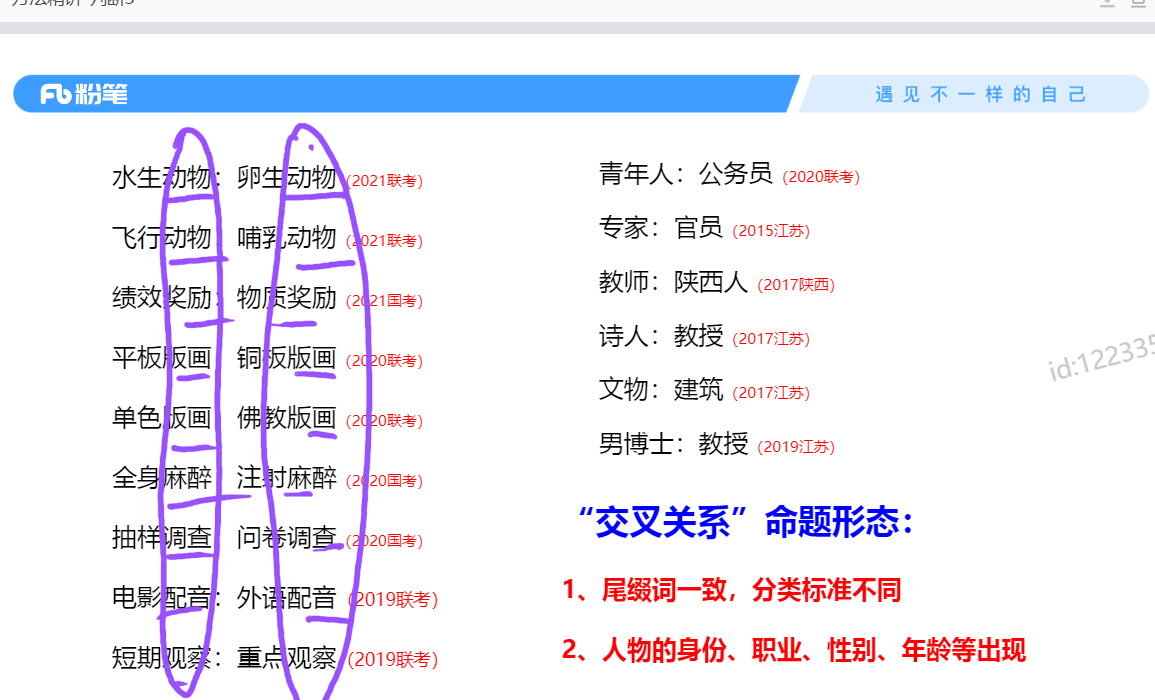 粉笔
遇见不一样的自己
水生动物：卵生动物 (2021联考)
飞行动物：哺乳动物 (2021联考)
绩效奖励：物质奖励 (2021国考)
平板版画：铜板版画 (2020联考)
单色版画：佛教版画 (2020联考)
全身麻醉：注射麻醉 (2020国考)
抽样调查：问卷调查 (2020国考)
电影配音：外语配音 (2019联考)
短期观察：重点观察 (2019联考)
青年人：公务员 (2020联考)
专家：官员 (2015江苏)
教师：陕西人 (2017陕西)
诗人：教授 (2017江苏)
文物：建筑 (2017江苏)
男博士：教授 (2019江苏)
“交叉关系”命题形态：
1、尾缀词一致，分类标准不同
2、人物的身份、职业、性别、年龄等出现
id:122335